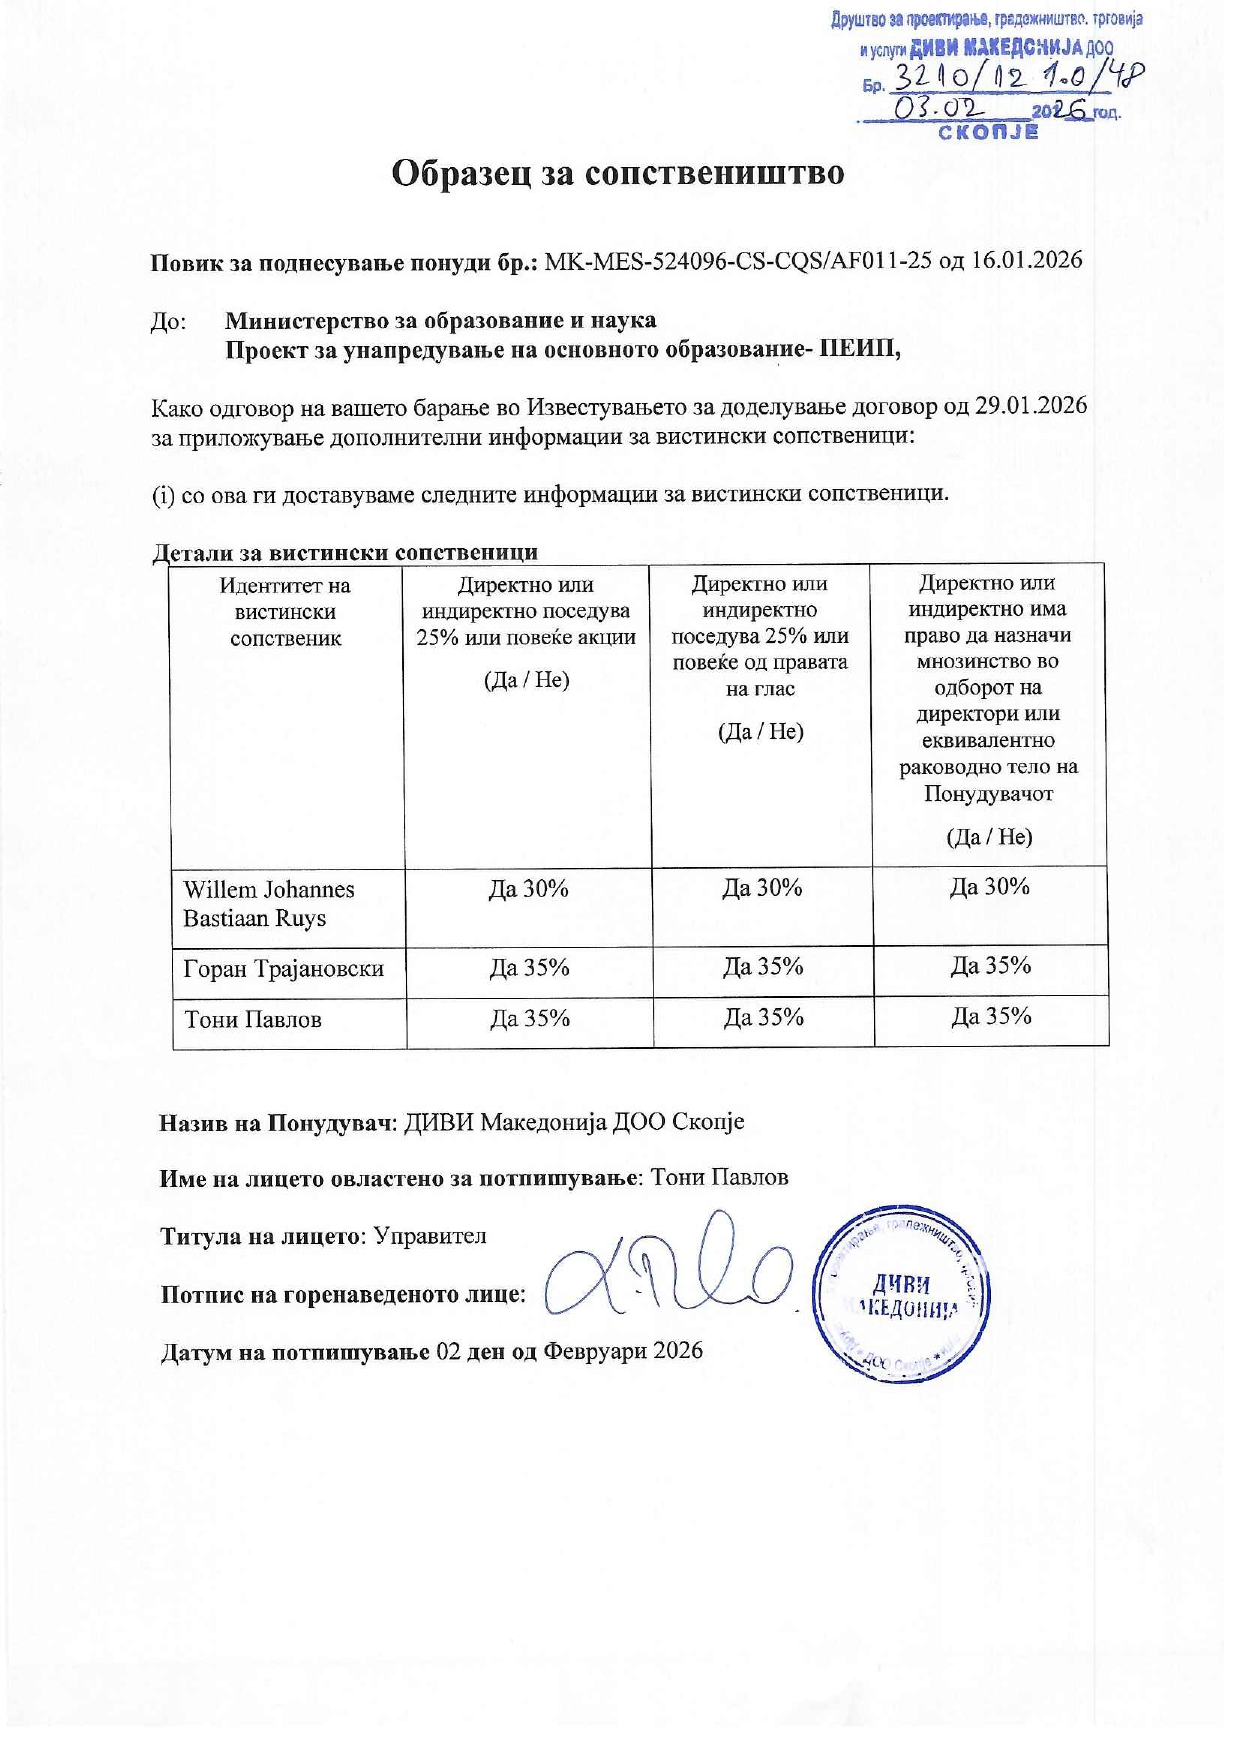 Друштво за проектирање, градежништво, трговија
и услуги ДИВИ МАКЕДОНИЈА ДОО
Бр. 3210/12 1.0/48
03.02 2026 год.
СКОПЈЕ
Образец за сопствеништво
Повик за поднесување понуди бр.: MK-MES-524096-CS-CQS/AF011-25 од 16.01.2026
До: Министерство за образование и наука
Проект за унапредување на основното образование- ПЕИП,
Како одговор на вашето барање во Известувањето за доделување договор од 29.01.2026
за приложување дополнителни информации за вистински сопственици:
(i) со ова ги доставуваме следните информации за вистински сопственици.
Детали за вистински сопственици
Идентитет на
вистински
сопственик
Директно или
индиректно поседува
25% или повеќе акции
(Да / Не)
Директно или
индиректно
поседува 25% или
повеќе од правата
на глас
(Да / Не)
Директно или
индиректно има
право да назначи
мнозинство во
одборот на
директори или
еквивалентно
раководно тело на
Понудувачот
(Да / Не)
Willem Johannes
Bastiaan Ruys
Да 30%
Да 30%
Да 30%
Горан Трајановски
Да 35%
Да 35%
Да 35%
Тони Павлов
Да 35%
Да 35%
Да 35%
Назив на Понудувач: ДИВИ Македонија ДОО Скопје
Име на лицето овластено за потпишување: Тони Павлов
Титула на лицето: Управител
Потпис на горенаведеното лице:
ДИВИ
АКЕДОНИЈА
ДОО Скопје
Датум на потпишување 02 ден од Февруари 2026